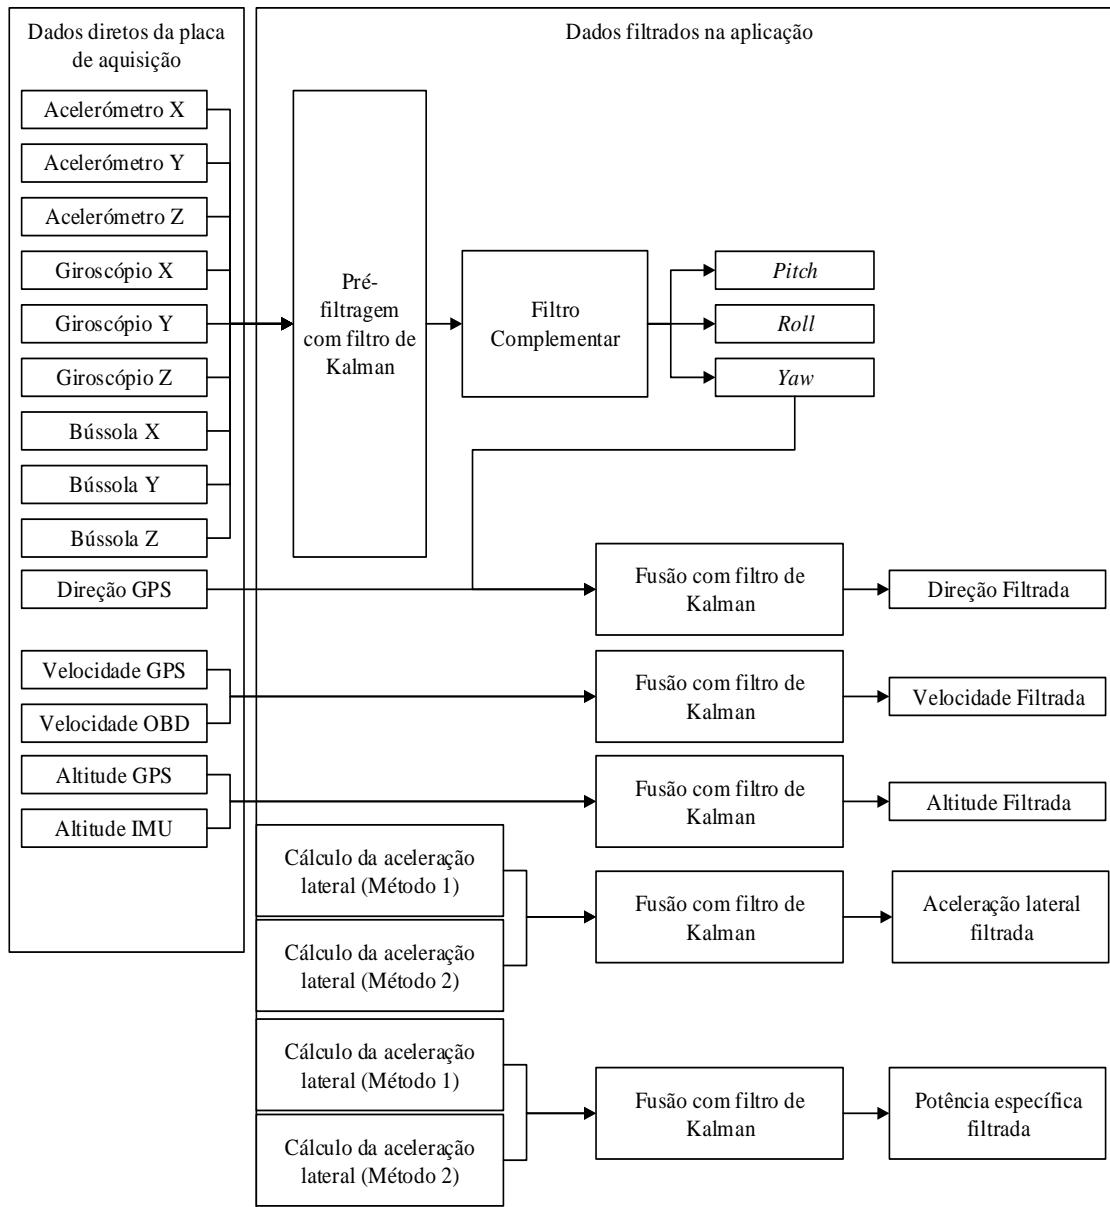 Dados diretos da placa
de aquisição
Acelerómetro X
Acelerómetro Y
Acelerómetro Z
Giroscópio X
Giroscópio Y
Giroscópio Z
Bússola X
Bússola Y
Bússola Z
Direção GPS
Velocidade GPS
Velocidade OBD
Altitude GPS
Altitude IMU
Dados filtrados na aplicação
Pré-
filtragem
com filtro de
Kalman
Filtro
Complementar
Pitch
Roll
Yaw
Fusão com filtro de
Kalman
Direção Filtrada
Fusão com filtro de
Kalman
Velocidade Filtrada
Fusão com filtro de
Kalman
Altitude Filtrada
Cálculo da aceleração
lateral (Método 1)
Cálculo da aceleração
lateral (Método 2)
Fusão com filtro de
Kalman
Aceleração lateral
filtrada
Cálculo da aceleração
lateral (Método 1)
Cálculo da aceleração
lateral (Método 2)
Fusão com filtro de
Kalman
Potência específica
filtrada